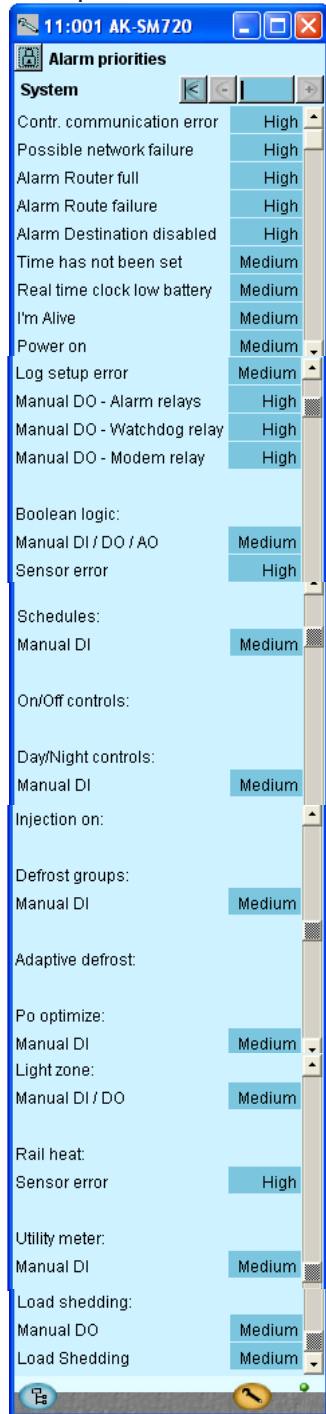 11:001 AK-SM720
Alarm priorities
System
Contr. communication error High
Possible network failure High
Alarm Router full High
Alarm Route failure High
Alarm Destination disabled High
Time has not been set Medium
Real time clock low battery Medium
I'm Alive Medium
Power on Medium
Log setup error Medium
Manual DO - Alarm relays High
Manual DO - Watchdog relay High
Manual DO - Modem relay High
Boolean logic:
Manual DI / DO / AO Medium
Sensor error High
Schedules:
Manual DI Medium
On/Off controls:
Day/Night controls:
Manual DI Medium
Injection on:
Defrost groups:
Manual DI Medium
Adaptive defrost:
Po optimize:
Manual DI Medium
Light zone:
Manual DI / DO Medium
Rail heat:
Sensor error High
Utility meter:
Manual DI Medium
Load shedding:
Manual DO Medium
Load Shedding Medium